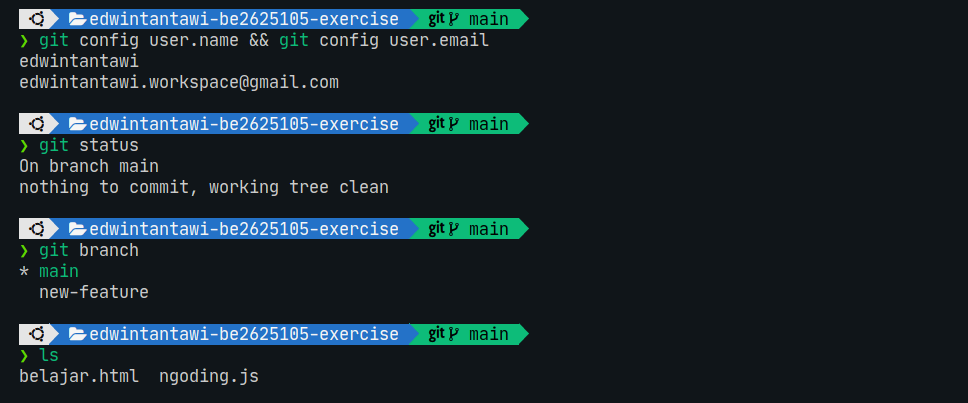 edwintantawi-be2625105-exercise git main
❯ git config user.name && git config user.email
edwintantawi
edwintantawi.workspace@gmail.com
edwintantawi-be2625105-exercise git main
❯ git status
On branch main
nothing to commit, working tree clean
edwintantawi-be2625105-exercise git main
❯ git branch
* main
new-feature
edwintantawi-be2625105-exercise git main
❯ ls
belajar.html ngoding.js